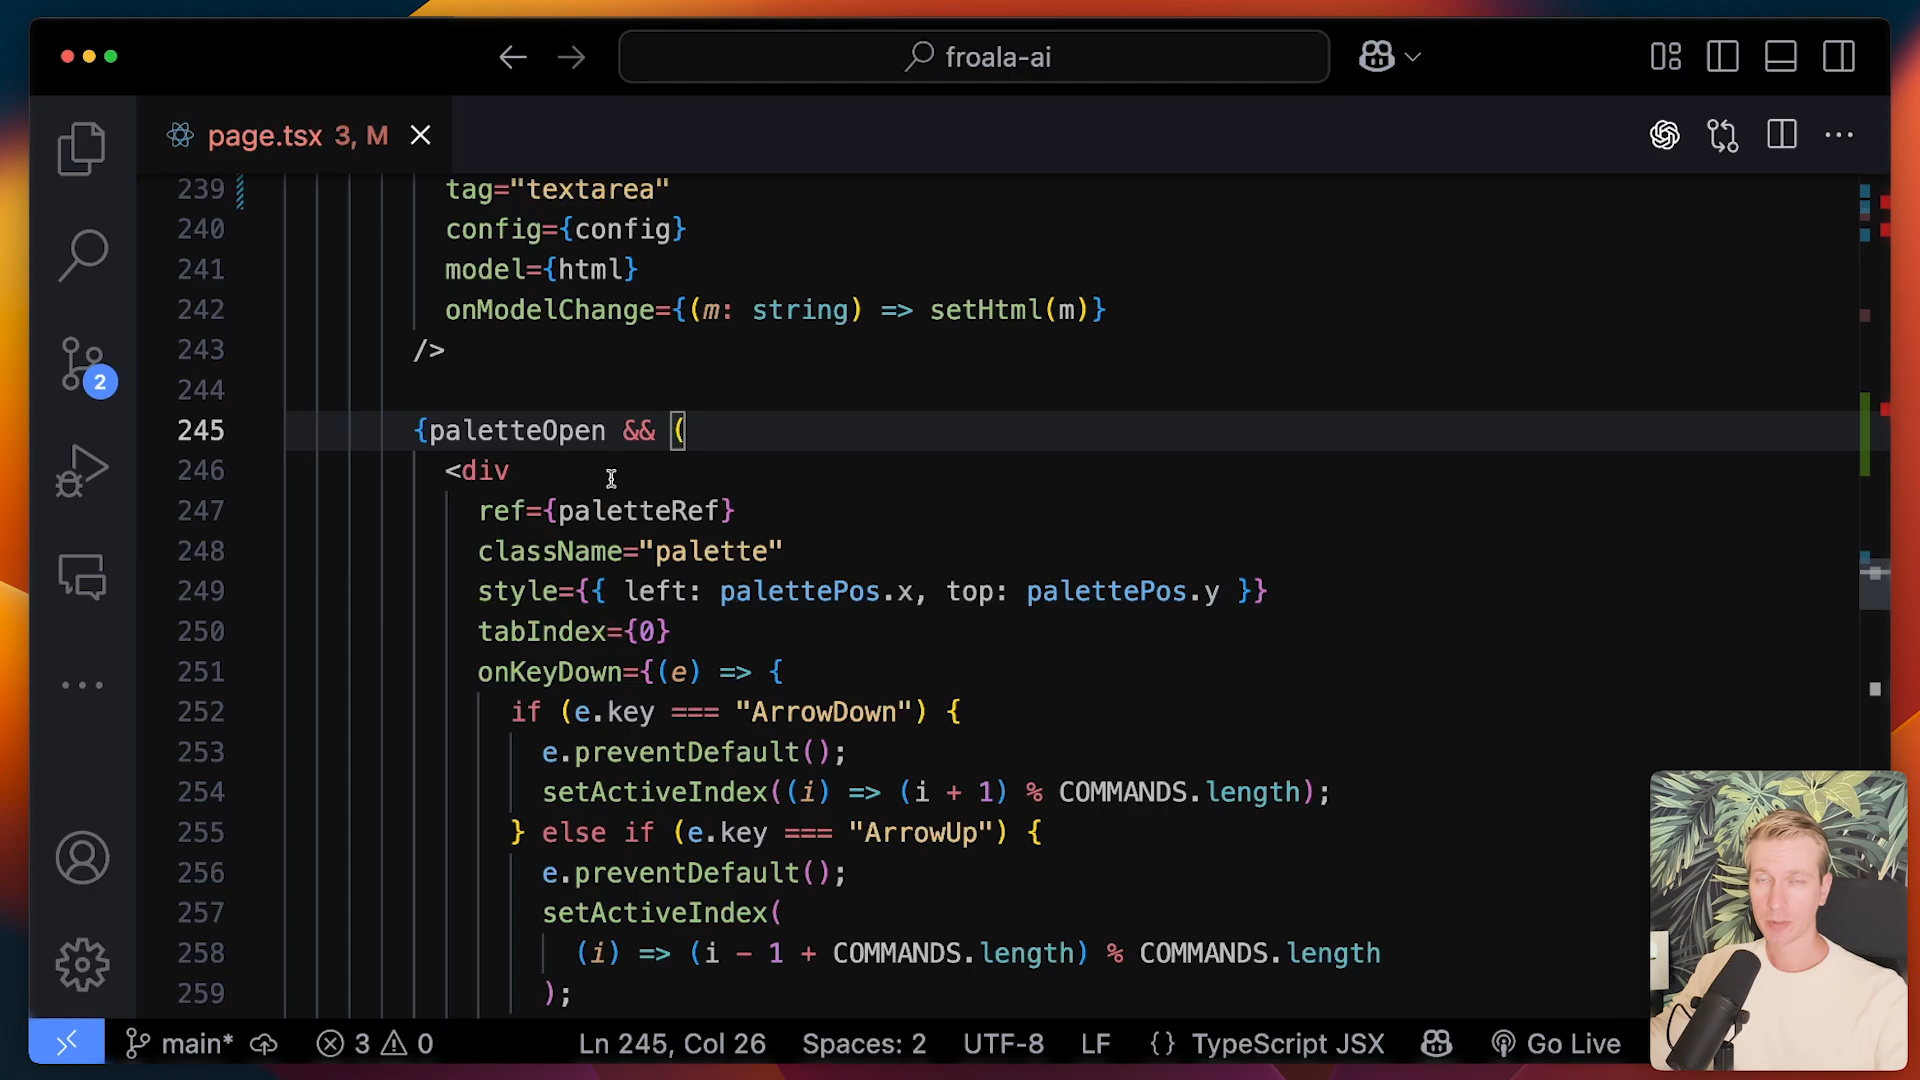 froala-ai
page.tsx 3, M
239 tag="textarea"
240 config={config}
241 model={html}
242 onModelChange={(m: string) => setHtml(m)}
243 />
244
245 {paletteOpen && (
246 <div
247 ref={paletteRef}
248 className="palette"
249 style={{ left: palettePos.x, top: palettePos.y }}
250 tabIndex={0}
251 onKeyDown={(e) => {
252 if (e.key === "ArrowDown") {
253 e.preventDefault();
254 setActiveIndex((i) => (i + 1) % COMMANDS.length);
255 } else if (e.key === "ArrowUp") {
256 e.preventDefault();
257 setActiveIndex(
258 (i) => (i - 1 + COMMANDS.length) % COMMANDS.length
259 );
2
main* 3 0 Ln 245, Col 26 Spaces: 2 UTF-8 LF {} TypeScript JSX Go Live